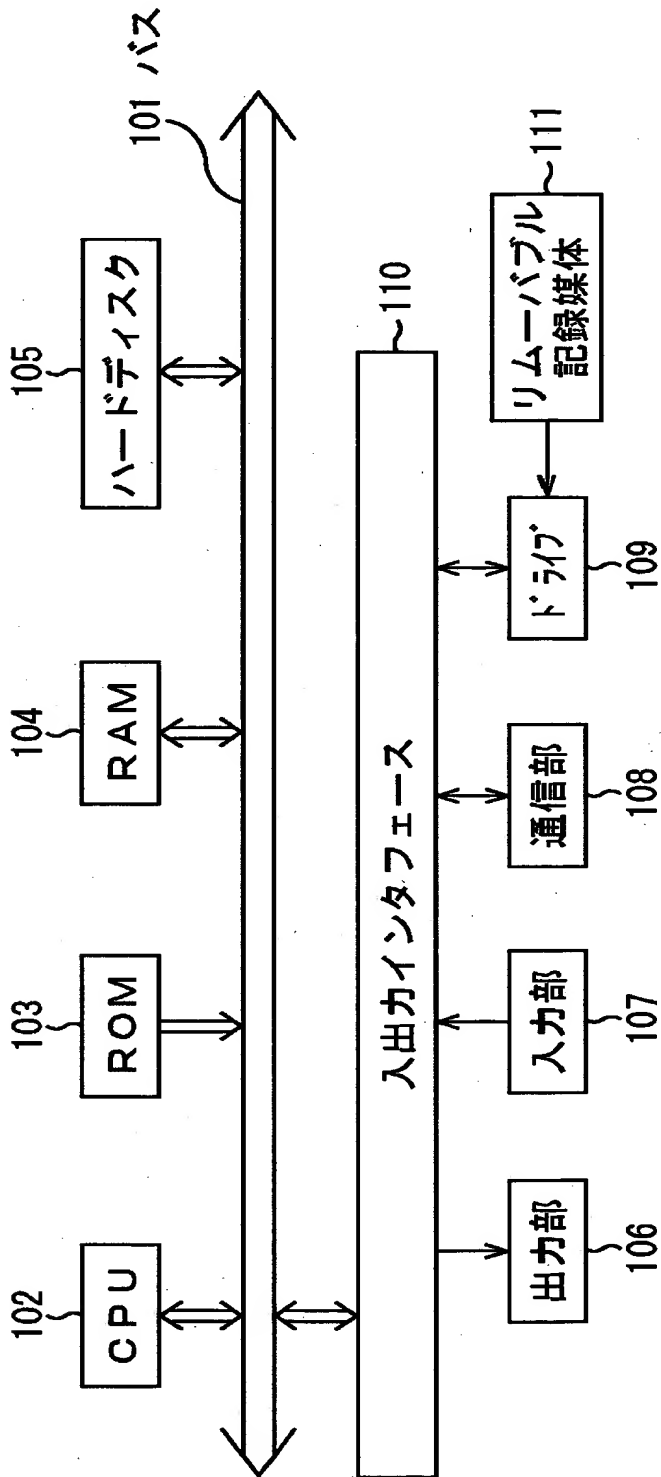 102
CPU
103
ROM
104
RAM
105
ハードディスク
101 バス
入出力インタフェース
110
出力部
106
入力部
107
通信部
108
ドライブ
109
リムーバブル
記録媒体
111